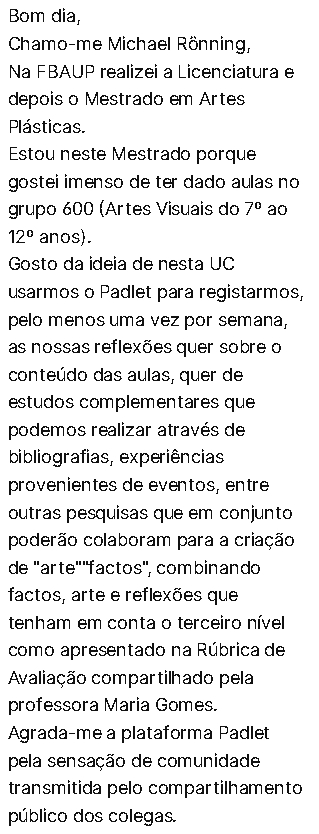 Bom dia,
Chamo-me Michael Rönning,
Na FBAUP realizei a Licenciatura e
depois o Mestrado em Artes
Plásticas.
Estou neste Mestrado porque
gostei imenso de ter dado aulas no
grupo 600 (Artes Visuais do 7º ao
12º anos).
Gosto da ideia de nesta UC
usarmos o Padlet para registarmos,
pelo menos uma vez por semana,
as nossas reflexões quer sobre o
conteúdo das aulas, quer de
estudos complementares que
podemos realizar através de
bibliografias, experiências
provenientes de eventos, entre
outras pesquisas que em conjunto
poderão colaboram para a criação
de "arte""factos", combinando
factos, arte e reflexões que
tenham em conta o terceiro nível
como apresentado na Rúbrica de
Avaliação compartilhado pela
professora Maria Gomes.
Agrada-me a plataforma Padlet
pela sensação de comunidade
transmitida pelo compartilhamento
público dos colegas.